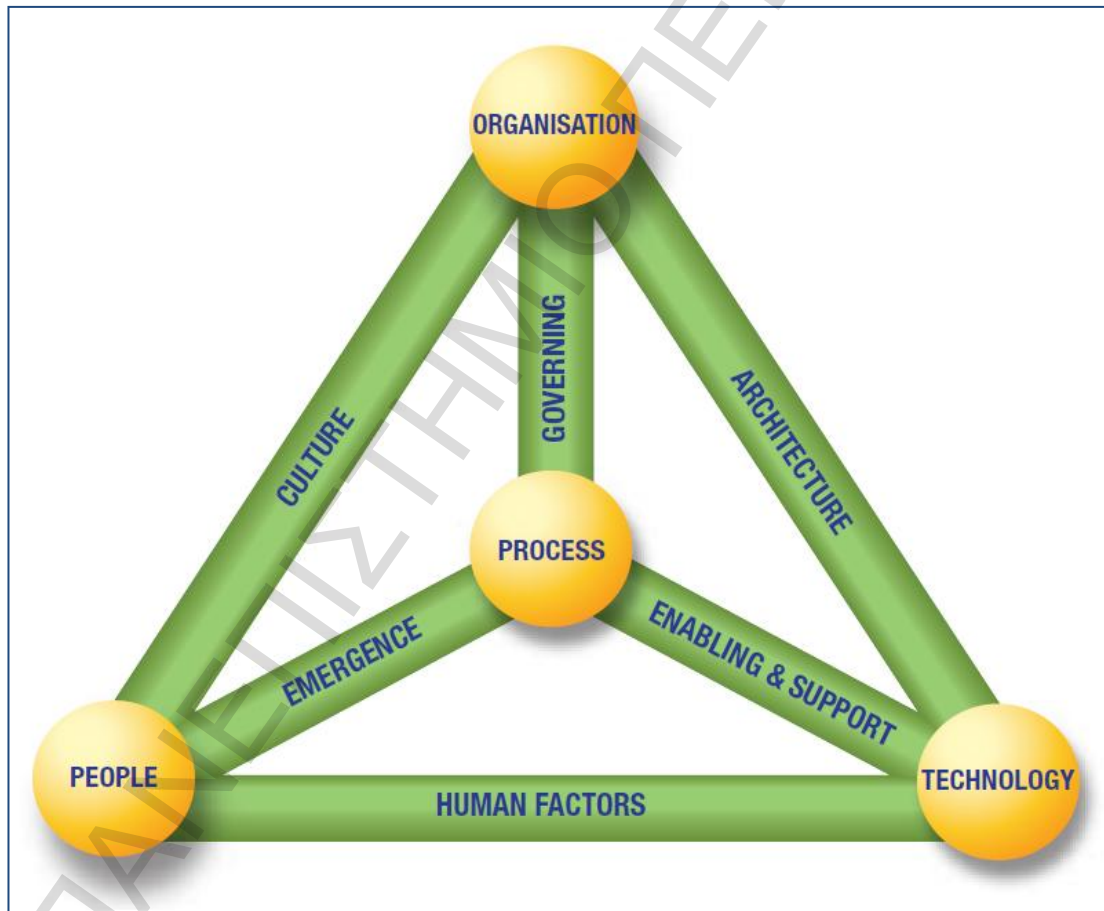 ORGANISATION
GOVERNING
CULTURE
ARCHITECTURE
PROCESS
EMERGENCE
ENABLING & SUPPORT
PEOPLE
TECHNOLOGY
HUMAN FACTORS